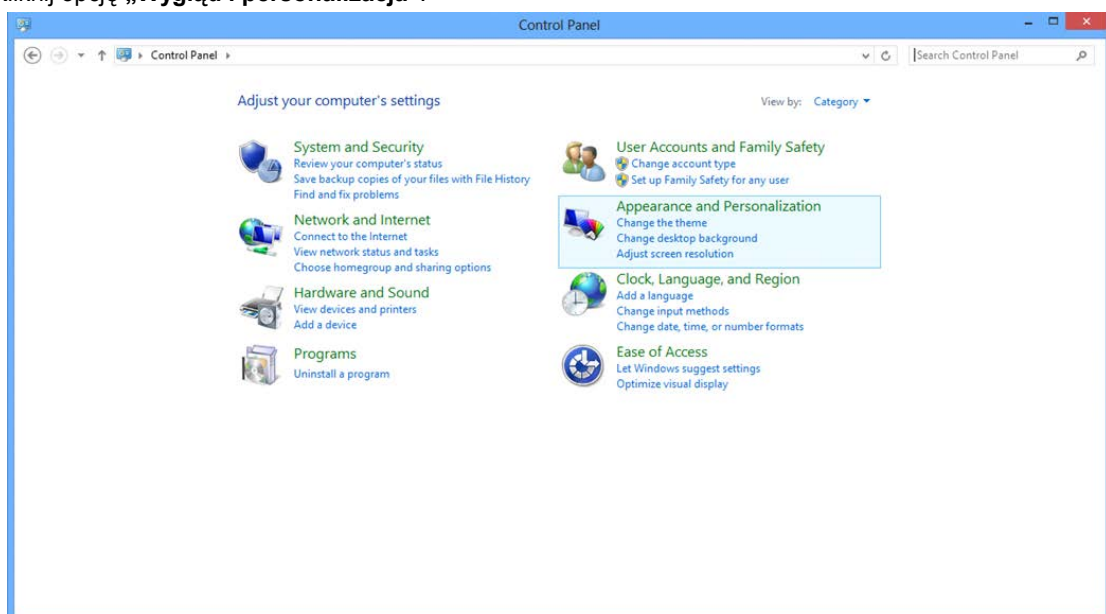 opcję „Wygląd i personalizacja”.
Control Panel
Control Panel
Search Control Panel
Adjust your computer's settings
View by: Category
System and Security
Review your computer's status
Save backup copies of your files with File History
Find and fix problems
Network and Internet
Connect to the Internet
View network status and tasks
Choose homegroup and sharing options
Hardware and Sound
View devices and printers
Add a device
Programs
Uninstall a program
User Accounts and Family Safety
Change account type
Set up Family Safety for any user
Appearance and Personalization
Change the theme
Change desktop background
Adjust screen resolution
Clock, Language, and Region
Add a language
Change input methods
Change date, time, or number formats
Ease of Access
Let Windows suggest settings
Optimize visual display